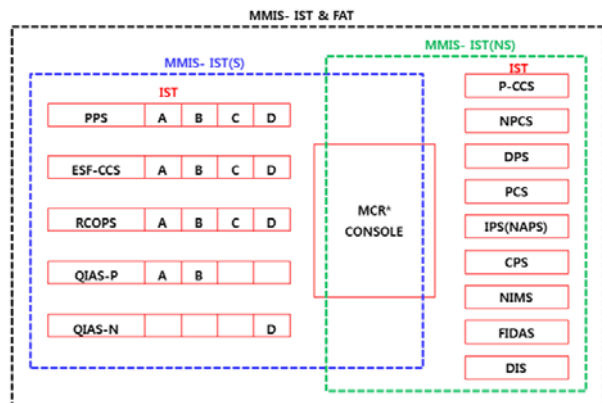 MMIS- IST & FAT
MMIS- IST(NS)
MMIS- IST(S)
IST
IST
P-CCS
PPS A B C D
NPCS
DPS
ESF-CCS A B C D
PCS
MCR*
CONSOLE
RCOPS A B C D
IPS(NAPS)
CPS
QIAS-P A B
NIMS
QIAS-N D
FIDAS
DIS